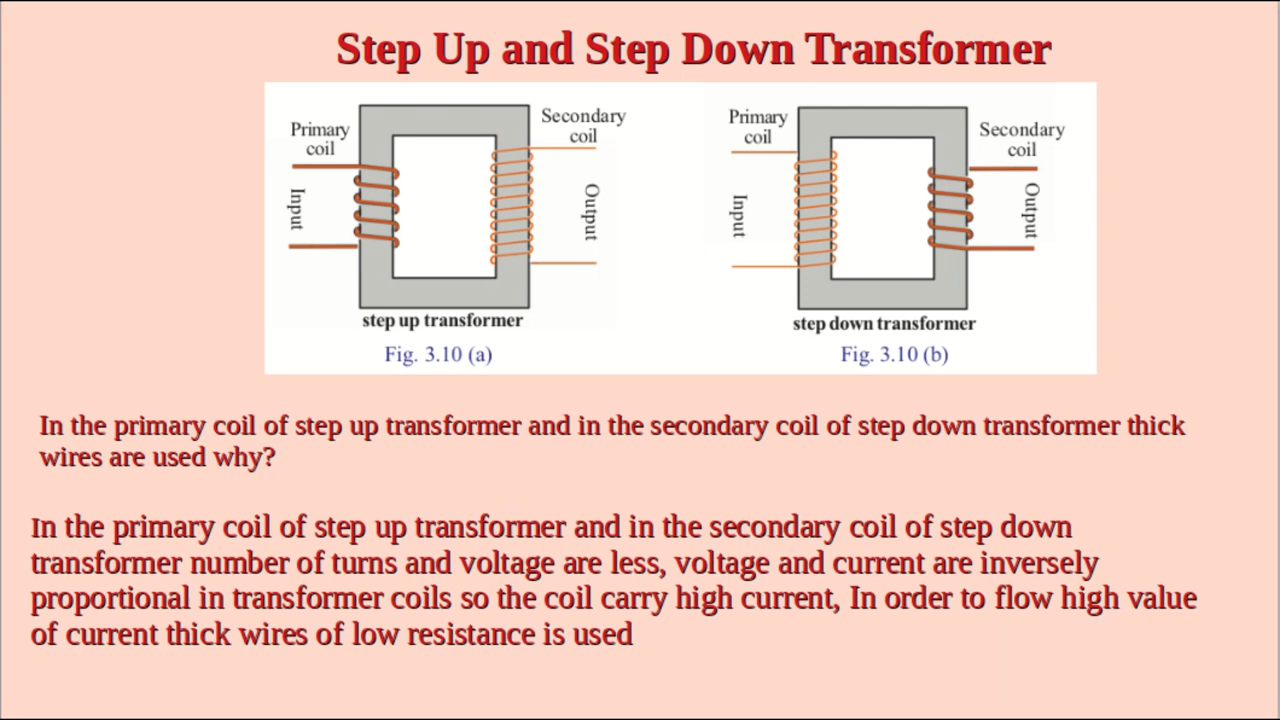 Step Up and Step Down Transformer
Primary
coil
Input
Secondary
coil
Output
step up transformer
Fig. 3.10 (a)
Primary
coil
Input
Secondary
coil
Output
step down transformer
Fig. 3.10 (b)
In the primary coil of step up transformer and in the secondary coil of step down transformer thick
wires are used why?
In the primary coil of step up transformer and in the secondary coil of step down
transformer number of turns and voltage are less, voltage and current are inversely
proportional in transformer coils so the coil carry high current, In order to flow high value
of current thick wires of low resistance is used